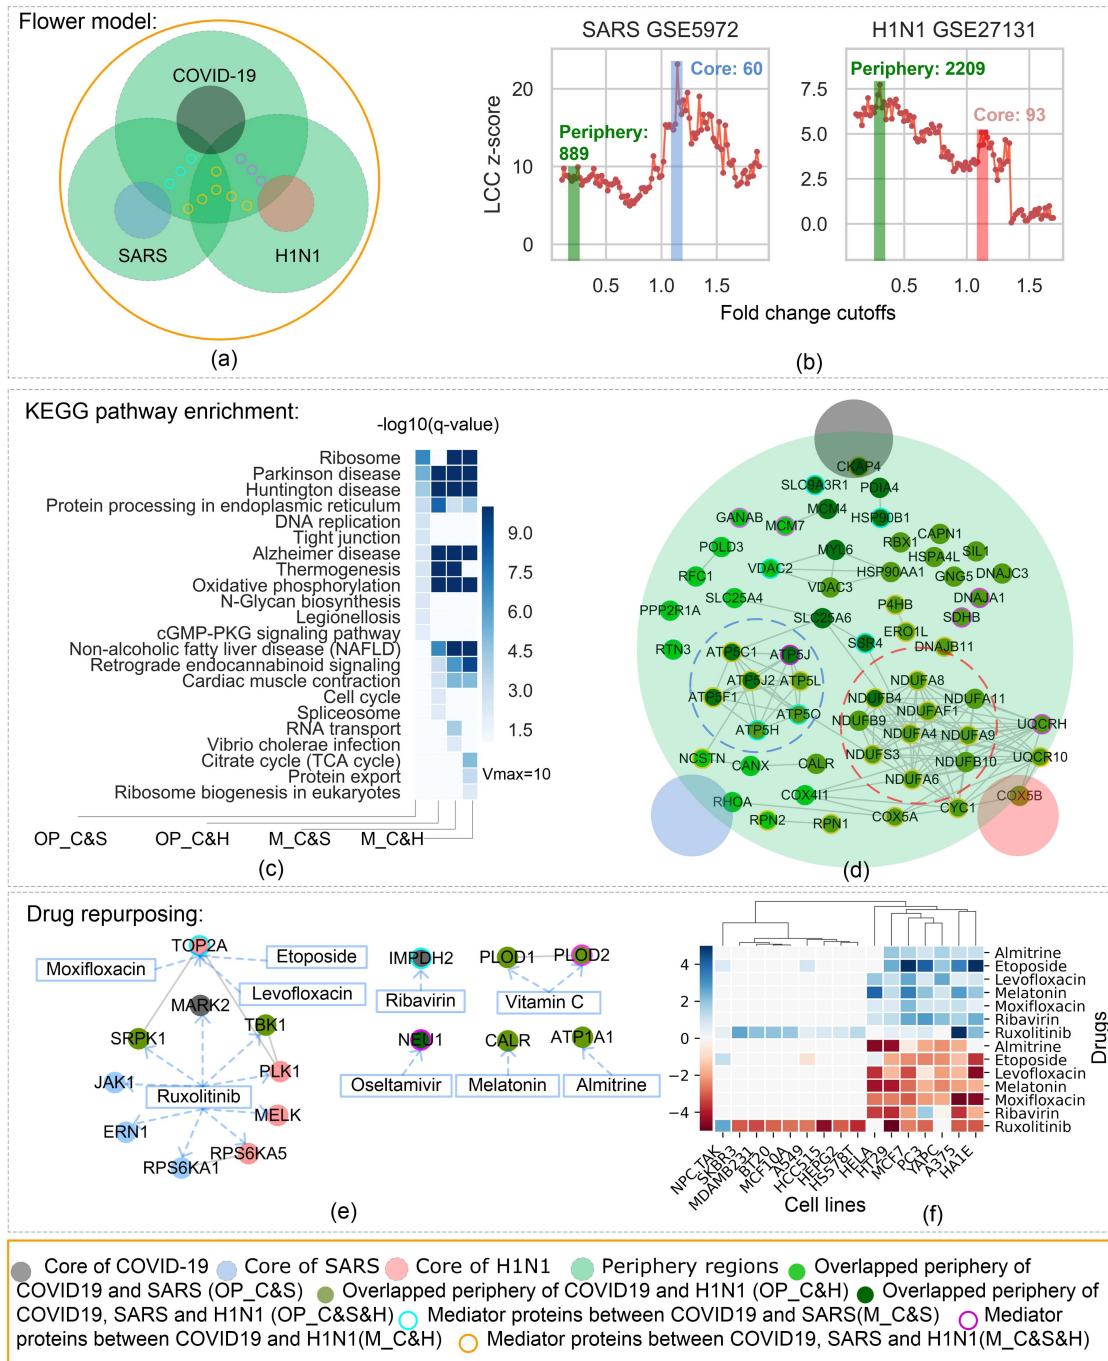 Flower model:
COVID-19
SARS
H1N1
(a)
SARS GSE5972
H1N1 GSE27131
LCC z-score
20
10
0
Periphery:
889
Core: 60
0.5
1.0
1.5
7.5
5.0
2.5
0.0
Periphery: 2209
Core: 93
0.5
1.0
1.5
Fold change cutoffs
(b)
KEGG pathway enrichment:
-log10(q-value)
Ribosome
Parkinson disease
Huntington disease
Protein processing in endoplasmic reticulum
DNA replication
Tight junction
Alzheimer disease
Thermogenesis
Oxidative phosphorylation
N-Glycan biosynthesis
Legionellosis
cGMP-PKG signaling pathway
Non-alcoholic fatty liver disease (NAFLD)
Retrograde endocannabinoid signaling
Cardiac muscle contraction
Cell cycle
Spliceosome
RNA transport
Vibrio cholerae infection
Citrate cycle (TCA cycle)
Protein export
Ribosome biogenesis in eukaryotes
9.0
7.5
6.0
4.5
3.0
1.5
Vmax=10
OP_C&S
OP_C&H
M_C&S
M_C&H
(c)
CKAP4
SLC9A3R1
PDIA4
GANAB
MCM4
MCM7
HSP90B1
CAPN1
RBX1
POLD3
MYL6
HSPA4L
SIL1
VDAC2
HSP90AA1
GNG5
DNAJC3
RFC1
VDAC3
SLC25A4
P4HB
DNAJA1
PPP2R1A
SLC25A6
SDHB
ERO1L
RTN3
SSR4
DNAJB11
ATP5C1
ATP5J
ATP5J2
ATP5L
NDUFA8
ATP5F1
NDUFB4
NDUFA11
NDUFAF1
ATP5O
NDUFB9
UQCRH
ATP5H
NDUFA4
NDUFA9
NDUFS3
UQCR10
NCSTN
CANX
CALR
NDUFB10
NDUFA6
RHOA
COX4I1
COX5B
CYC1
RPN2
RPN1
COX5A
(d)
Drug repurposing:
TOP2A
Moxifloxacin
Etoposide
Levofloxacin
MARK2
SRPK1
TBK1
JAK1
PLK1
Ruxolitinib
MELK
ERN1
RPS6KA5
RPS6KA1
IMPDH2
Ribavirin
PLOD1
PLOD2
Vitamin C
NEU1
Oseltamivir
CALR
Melatonin
ATP1A1
Almitrine
(e)
4
2
0
−2
−4
Almitrine
Etoposide
Levofloxacin
Melatonin
Moxifloxacin
Ribavirin
Ruxolitinib
Almitrine
Etoposide
Levofloxacin
Melatonin
Moxifloxacin
Ribavirin
Ruxolitinib
Drugs
NPC.TAK
SKBR3
MDAMB231
BT20
MCF10A
A549
HCC515
HEPG2
HS578T
HELA
HT29
MCF7
PC3
YAPC
A375
HA1E
Cell lines
(f)
Core of COVID-19 Core of SARS Core of H1N1 Periphery regions Overlapped periphery of
COVID19 and SARS (OP_C&S) Overlapped periphery of COVID19 and H1N1 (OP_C&H) Overlapped periphery of
COVID19, SARS and H1N1 (OP_C&S&H) Mediator proteins between COVID19 and SARS(M_C&S) Mediator
proteins between COVID19 and H1N1(M_C&H) Mediator proteins between COVID19, SARS and H1N1(M_C&S&H)